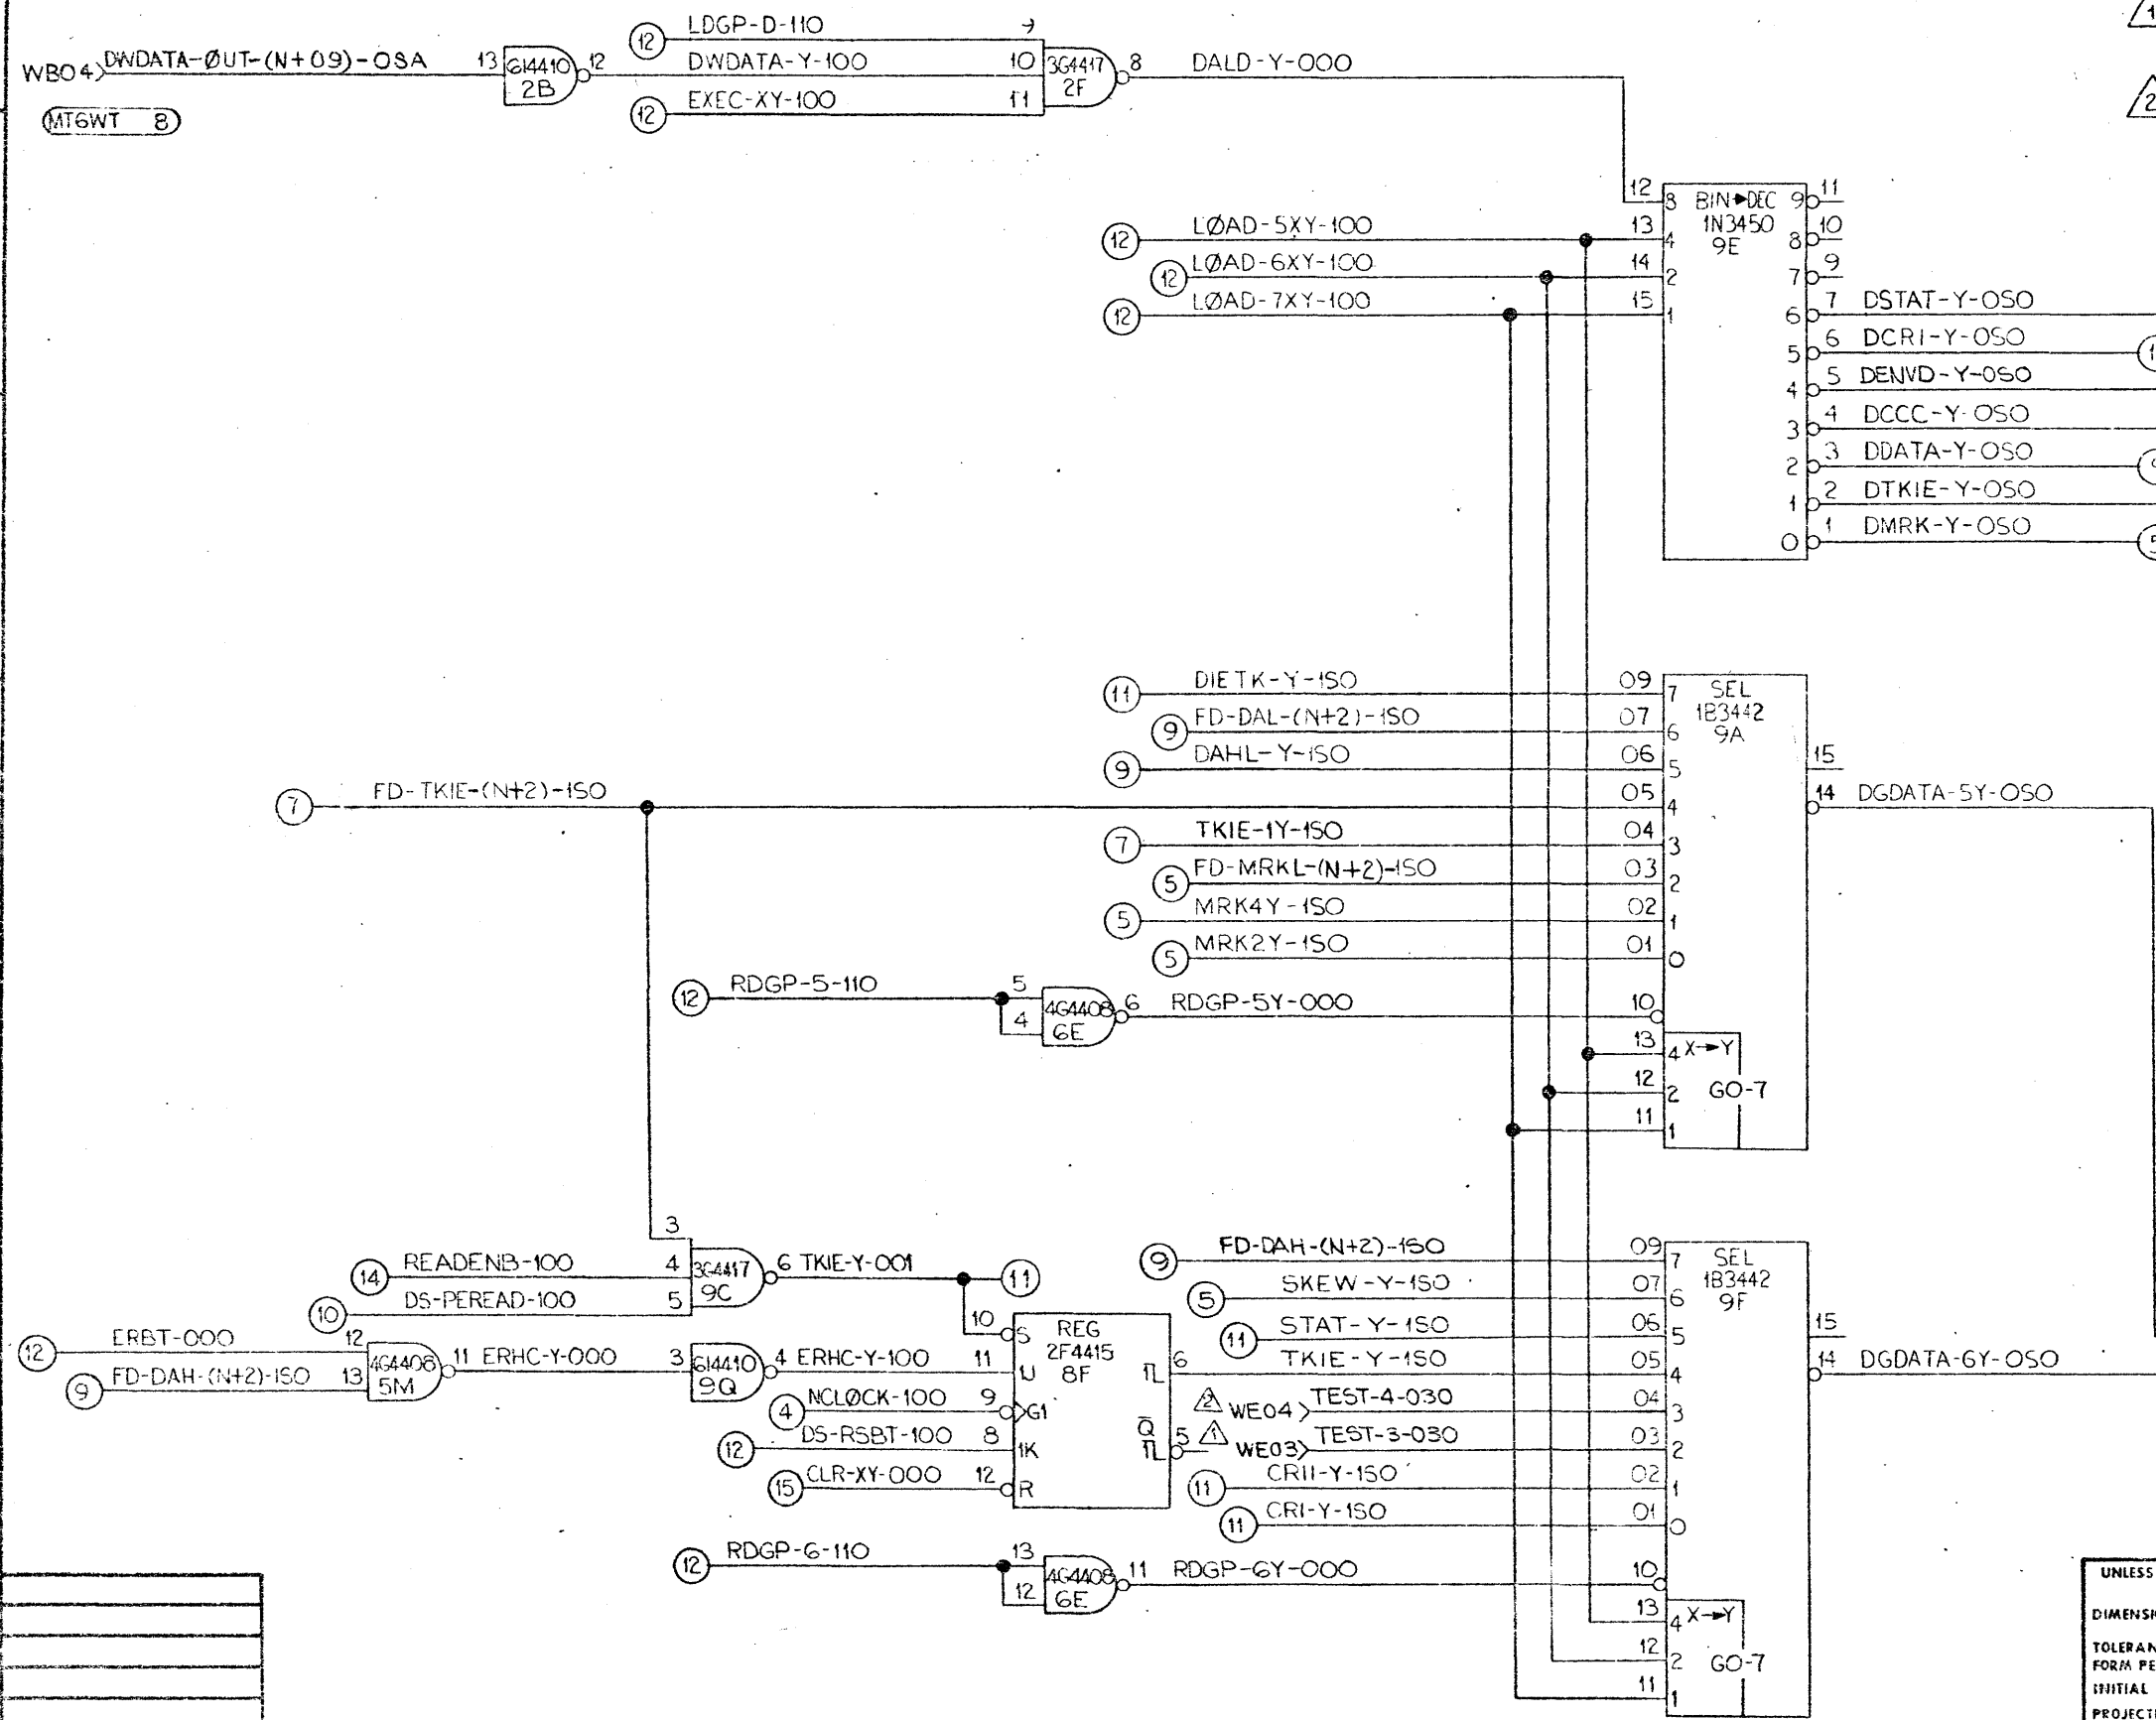 WB04 DWDATA-ØUT-(N+09)-OSA 13 614410 2B 12
MT6WT 8
12 LDGP-D-110 9
DWDATA-Y-100 10
12 EXEC-XY-100 11
3G4417 2F 8 DALD-Y-000
1
2
12 8 BIN DEC 9 11
12 LØAD-5XY-100 13 4 1N3450 8 10
12 LØAD-6XY-100 14 2 9E 7 9
12 LØAD-7XY-100 15 1
6 7 DSTAT-Y-OSO
5 6 DCRI-Y-OSO
4 5 DENVD-Y-OSO
3 4 DCCC-Y-OSO
2 3 DDATA-Y-OSO
1 2 DTKIE-Y-OSO
0 1 DMRK-Y-OSO 5
11 DIETK-Y-1SO 09 7 SEL
9 FD-DAL-(N+2)-1SO 07 6 1B3442
9 DAHL-Y-1SO 06 5 9A 15
7 FD-TKIE-(N+2)-1SO 05 4 14 DGDATA-5Y-OSO
7 TKIE-1Y-1SO 04 3
5 FD-MRKL-(N+2)-1SO 03 2
5 MRK4Y-1SO 02 1
5 MRK2Y-1SO 01 0
12 RDGP-5-110 5 4 4G4408 6E 6 RDGP-5Y-000 10
13 4 X Y
12 2 GO-7
11 1
3
14 READENB-100 4 3G4417 9C 6 TKIE-Y-001 11
10 DS-PEREAD-100 5
12 ERBT-000 12
9 FD-DAH-(N+2)-1SO 13 4G4408 5M 11 ERHC-Y-000 3 614410 9Q 4 ERHC-Y-100 11 1J
10 S REG
2F4415
8F
4 NCLØCK-100 9 G1
12 DS-RSBT-100 8 1K
15 CLR-XY-000 12 R
6
Q̅ 5
9 FD-DAH-(N+2)-1SO 09 7 SEL
5 SKEW-Y-1SO 07 6 1B3442
11 STAT-Y-1SO 06 5 9F 15
TKIE-Y-1SO 05 4 14 DGDATA-6Y-OSO
2 WE04 TEST-4-030 04 3
1 WE03 TEST-3-030 03 2
11 CRII-Y-1SO 02 1
11 CRI-Y-1SO 01 0
12 RDGP-6-110 13 12 4G4408 6E 11 RDGP-6Y-000 10
13 4 X Y
12 2 GO-7
11 1
UNLESS
FORM
INITIAL